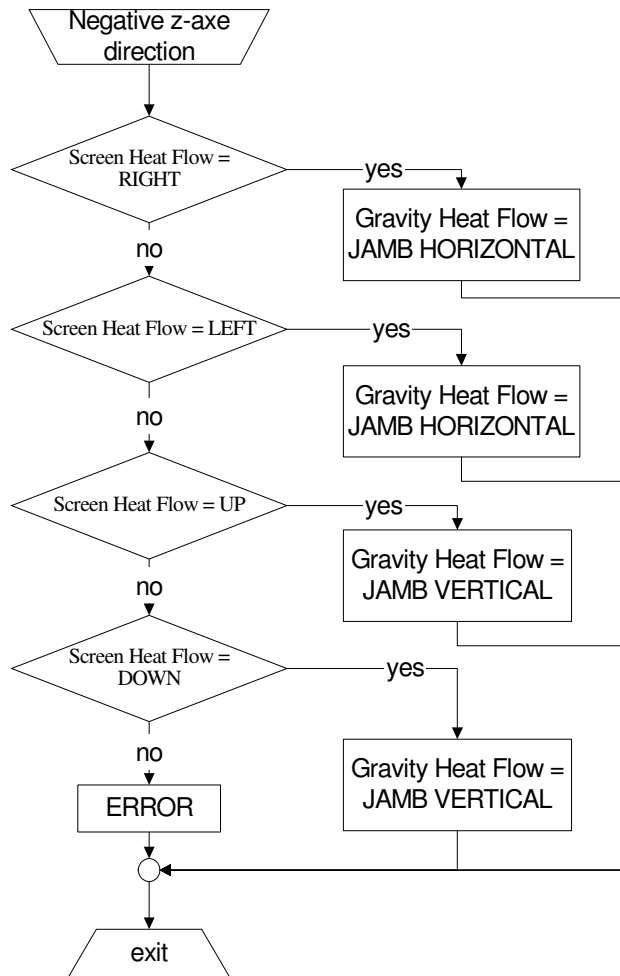 Negative z-axe
direction
Screen Heat Flow =
RIGHT
yes
Gravity Heat Flow =
JAMB HORIZONTAL
no
Screen Heat Flow = LEFT
yes
Gravity Heat Flow =
JAMB HORIZONTAL
no
Screen Heat Flow = UP
yes
Gravity Heat Flow =
JAMB VERTICAL
no
Screen Heat Flow =
DOWN
yes
Gravity Heat Flow =
JAMB VERTICAL
no
ERROR
exit